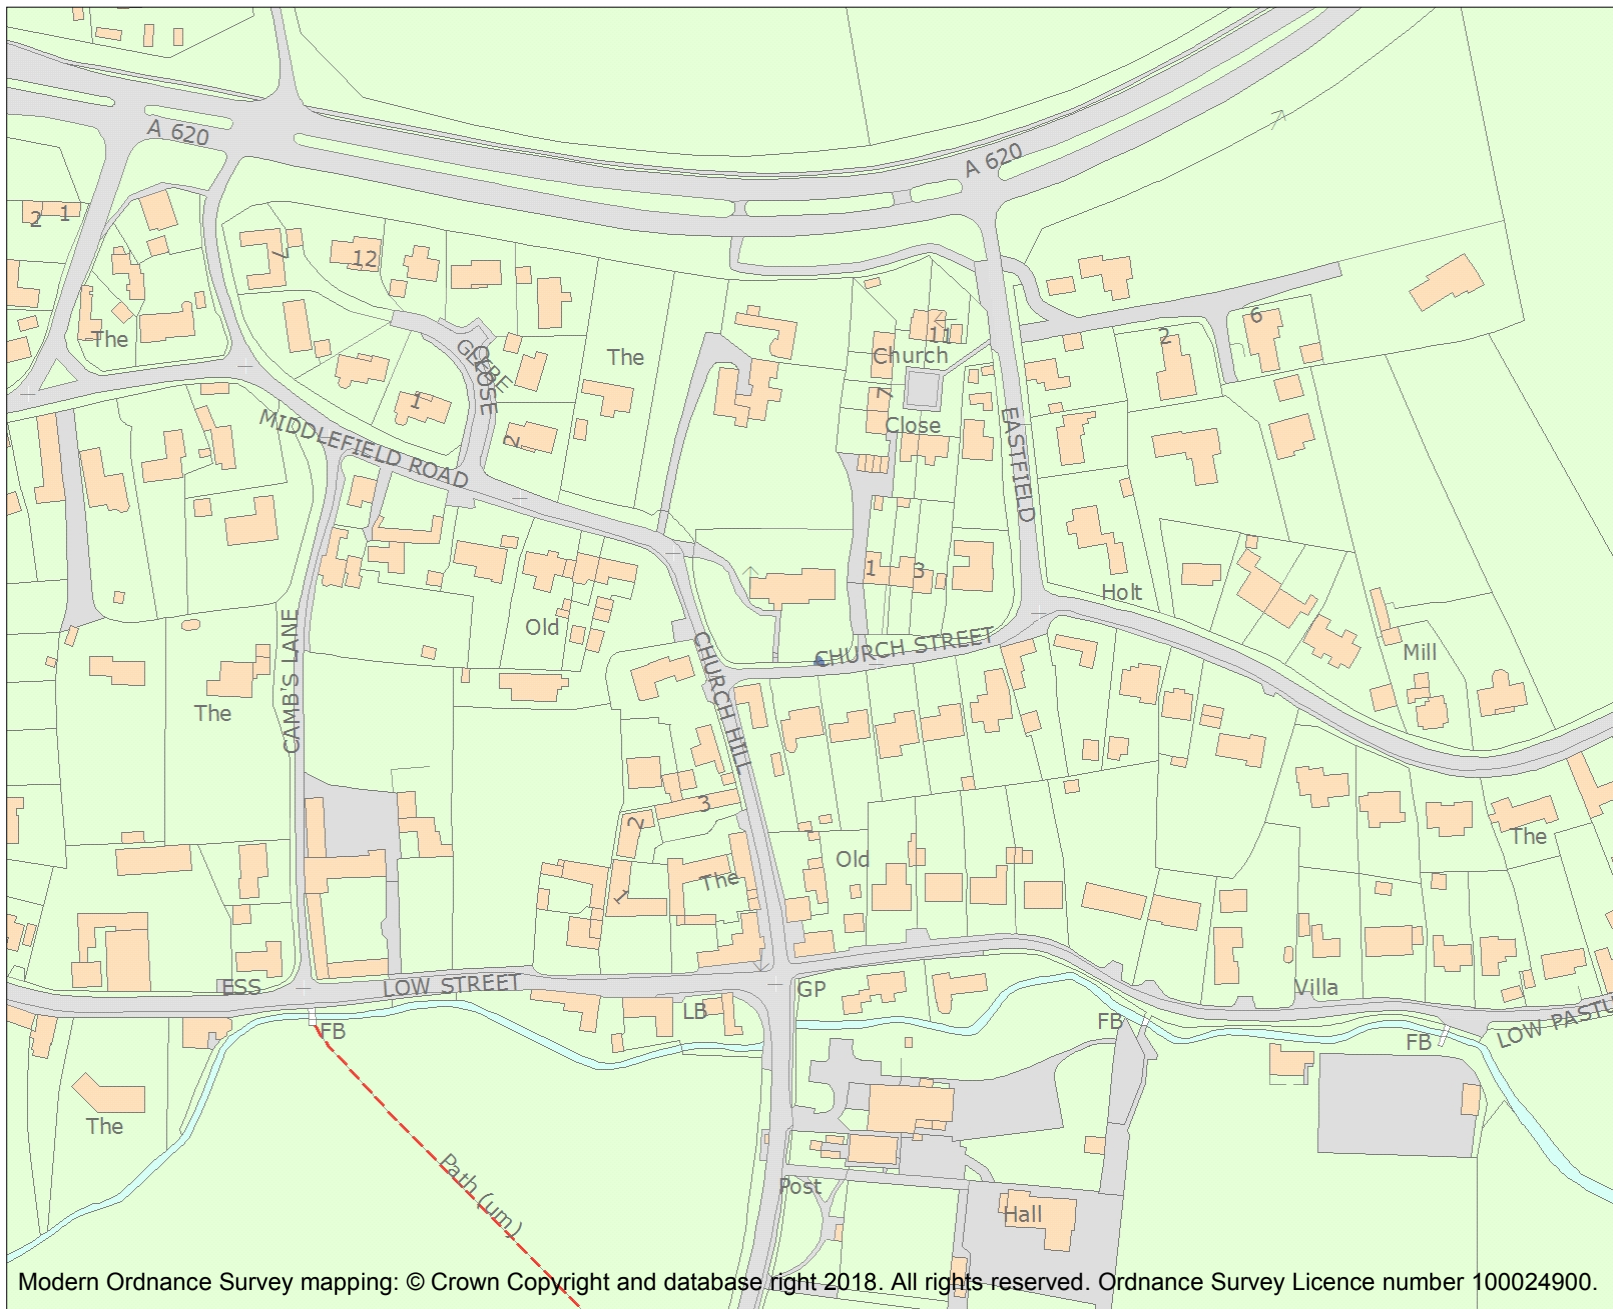 A 620
A 620
2 1
7
12
The
GLEBE
CLOSE
The
11
Church
2
6
7
Close
1
2
MIDDLEFIELD ROAD
EASTFIELD
1
3
Holt
Old
CHURCH STREET
Mill
CAMB'S LANE
The
CHURCH HILL
3
2
The
Old
The
1
ESS
LOW STREET
GP
LB
Villa
FB
FB
FB
LOW PASTU
The
Path (um)
Post
Hall
Modern Ordnance Survey mapping: © Crown Copyright and database right 2018. All rights reserved. Ordnance Survey Licence number 100024900.